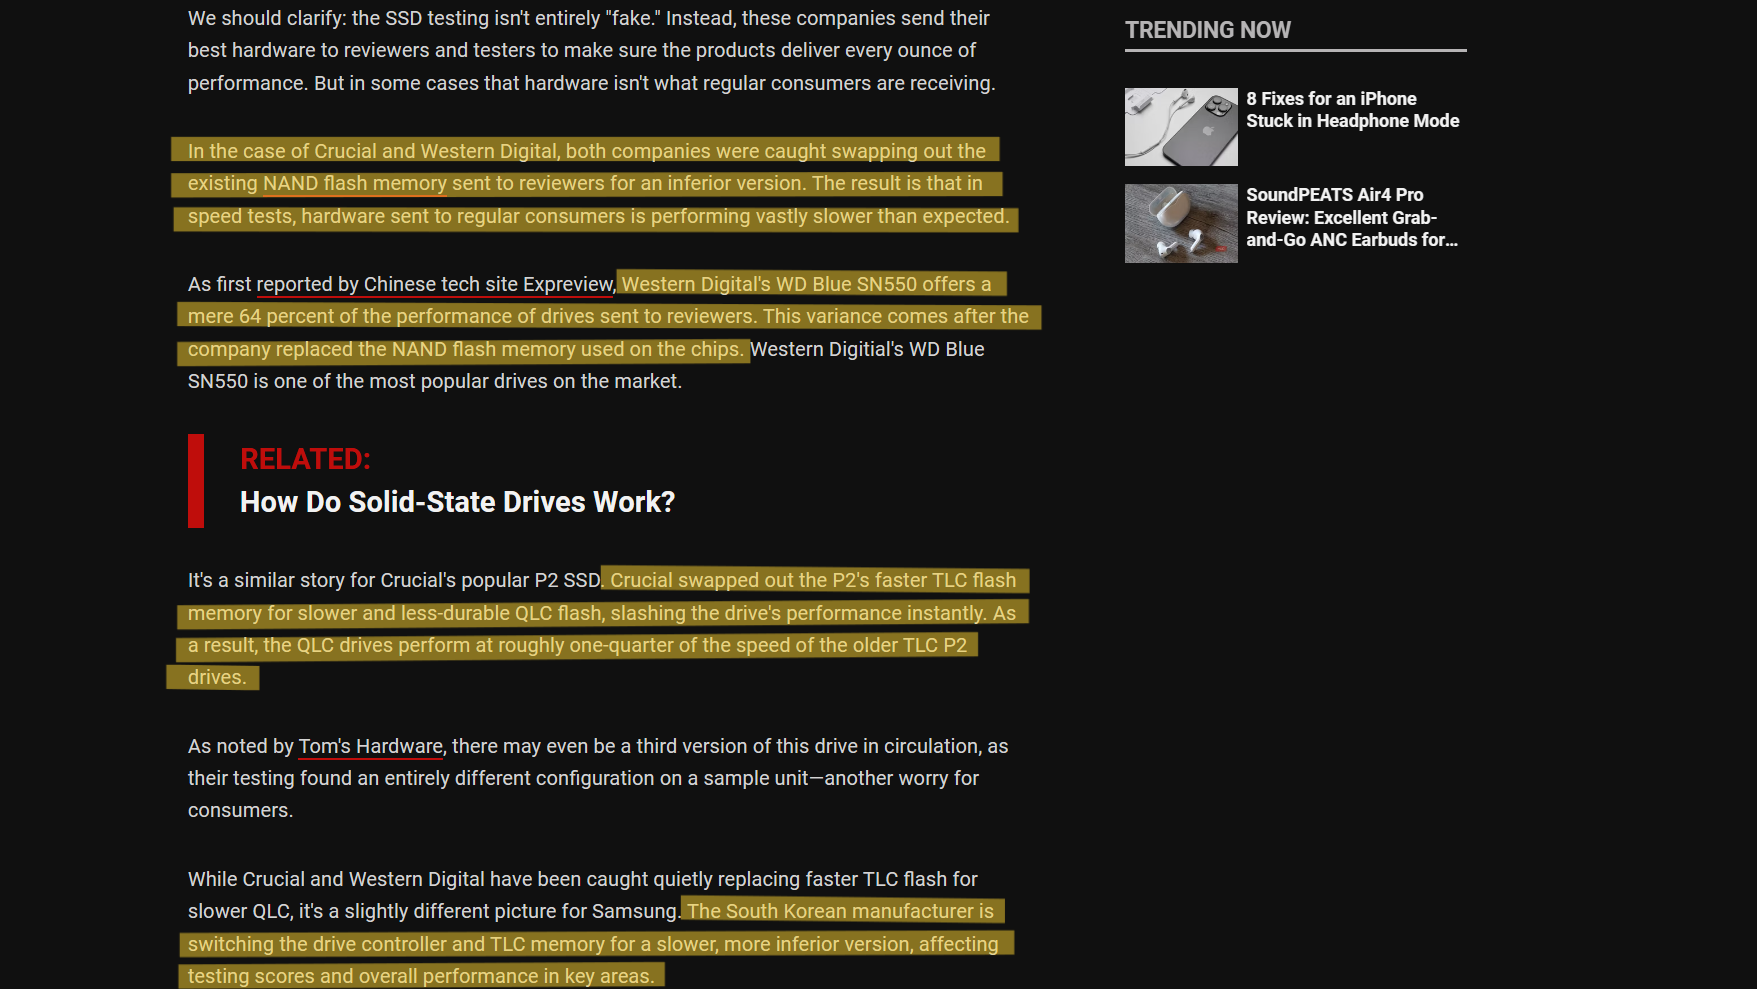 We should clarify: the SSD testing isn't entirely "fake." Instead, these companies send their
best hardware to reviewers and testers to make sure the products deliver every ounce of
performance. But in some cases that hardware isn't what regular consumers are receiving.
In the case of Crucial and Western Digital, both companies were caught swapping out the
existing NAND flash memory sent to reviewers for an inferior version. The result is that in
speed tests, hardware sent to regular consumers is performing vastly slower than expected.
As first reported by Chinese tech site Expreview, Western Digital's WD Blue SN550 offers a
mere 64 percent of the performance of drives sent to reviewers. This variance comes after the
company replaced the NAND flash memory used on the chips. Western Digitial's WD Blue
SN550 is one of the most popular drives on the market.
RELATED:
How Do Solid-State Drives Work?
It's a similar story for Crucial's popular P2 SSD. Crucial swapped out the P2's faster TLC flash
memory for slower and less-durable QLC flash, slashing the drive's performance instantly. As
a result, the QLC drives perform at roughly one-quarter of the speed of the older TLC P2
drives.
As noted by Tom's Hardware, there may even be a third version of this drive in circulation, as
their testing found an entirely different configuration on a sample unit—another worry for
consumers.
While Crucial and Western Digital have been caught quietly replacing faster TLC flash for
slower QLC, it's a slightly different picture for Samsung. The South Korean manufacturer is
switching the drive controller and TLC memory for a slower, more inferior version, affecting
testing scores and overall performance in key areas.
TRENDING NOW
8 Fixes for an iPhone
Stuck in Headphone Mode
SoundPEATS Air4 Pro
Review: Excellent Grab-
and-Go ANC Earbuds for...